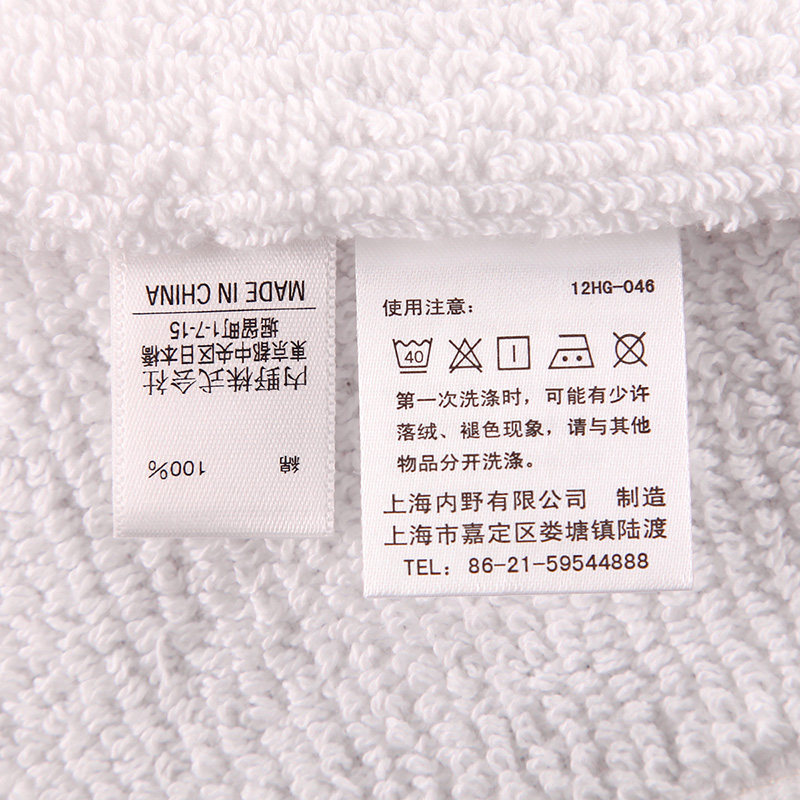 綿 100%
内野株式会社
東京都中央区日本橋
堀留町1-7-15
MADE IN CHINA
12HG-046
使用注意：
40
第一次洗涤时，可能有少许
落绒、褪色现象，请与其他
物品分开洗涤。
上海内野有限公司 制造
上海市嘉定区娄塘镇陆渡
TEL：86-21-59544888